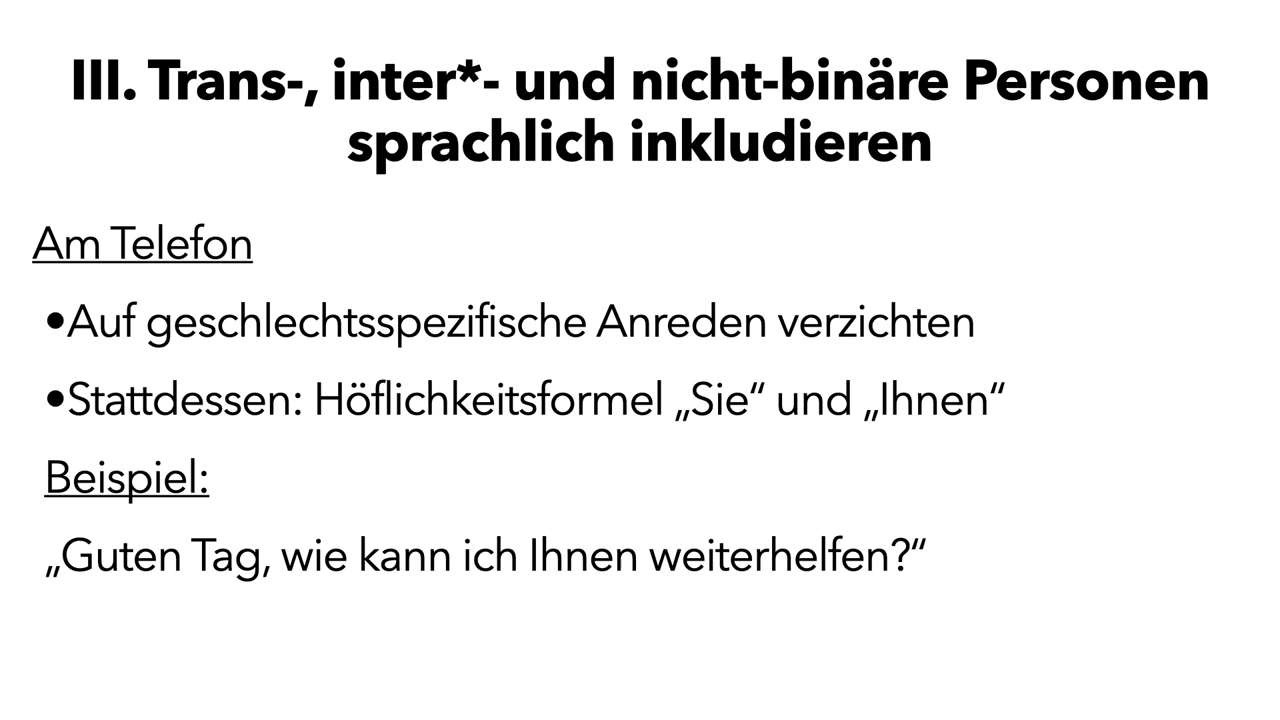 III. Trans-, inter*- und nicht-binäre Personen
sprachlich inkludieren
Am Telefon
•Auf geschlechtsspezifische Anreden verzichten
•Stattdessen: Höflichkeitsformel „Sie“ und „Ihnen“
Beispiel:
„Guten Tag, wie kann ich Ihnen weiterhelfen?“